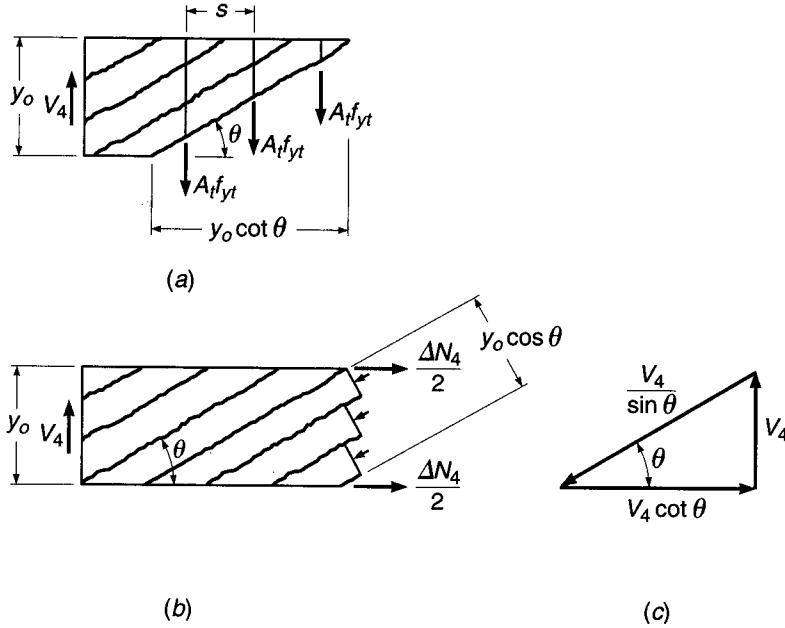 s
y_o
V_4
θ
A_t f_yt
A_t f_yt
A_t f_yt
y_o cot θ
(a)
y_o cos θ
ΔN_4
2
y_o
V_4
θ
ΔN_4
2
V_4
sin θ
V_4
θ
V_4 cot θ
(b)
(c)